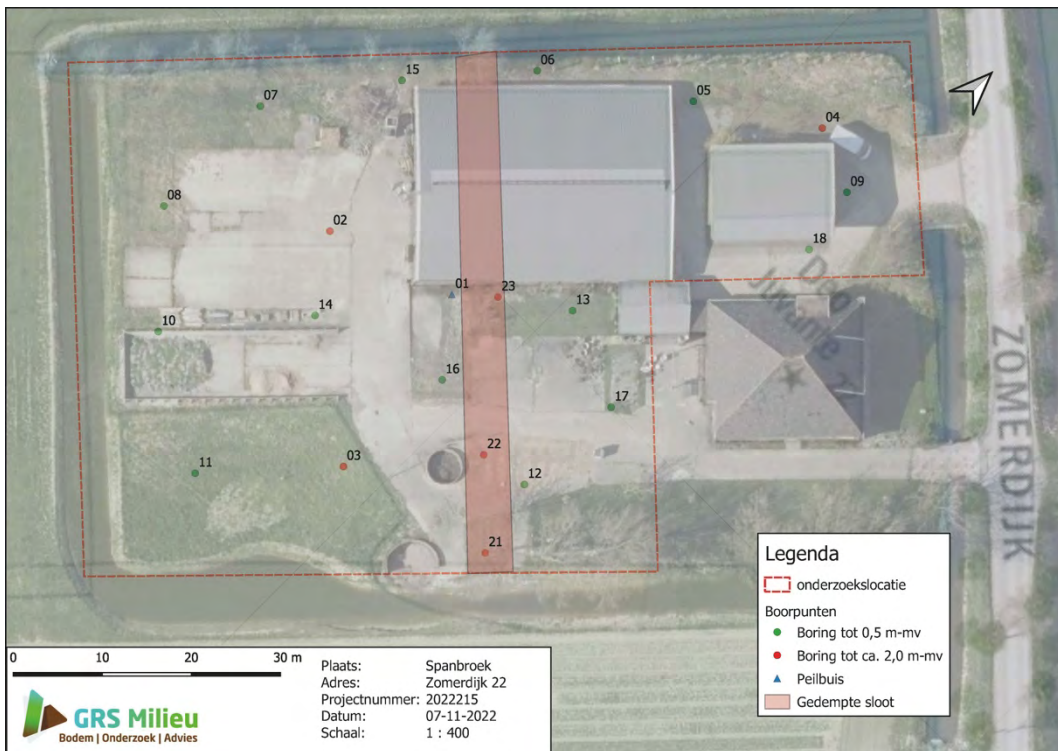 15
06
07
05
04
08
09
02
18
01
23
13
14
10
16
17
22
03
11
12
21
ZOMERDIJK
Legenda
onderzoekslocatie
Boorpunten
Boring tot 0,5 m-mv
Boring tot ca. 2,0 m-mv
Peilbuis
Gedempte sloot
0 10 20 30 m
Plaats: Spanbroek
Adres: Zomerdijk 22
Projectnummer: 2022215
Datum: 07-11-2022
Schaal: 1 : 400
GRS Milieu
Bodem | Onderzoek | Advies